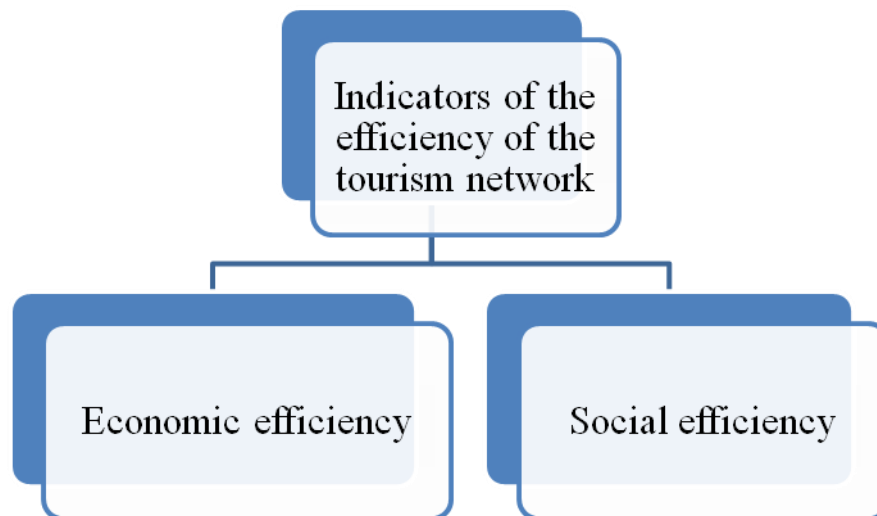 Indicators of the
efficiency of the
tourism network
Economic efficiency
Social efficiency